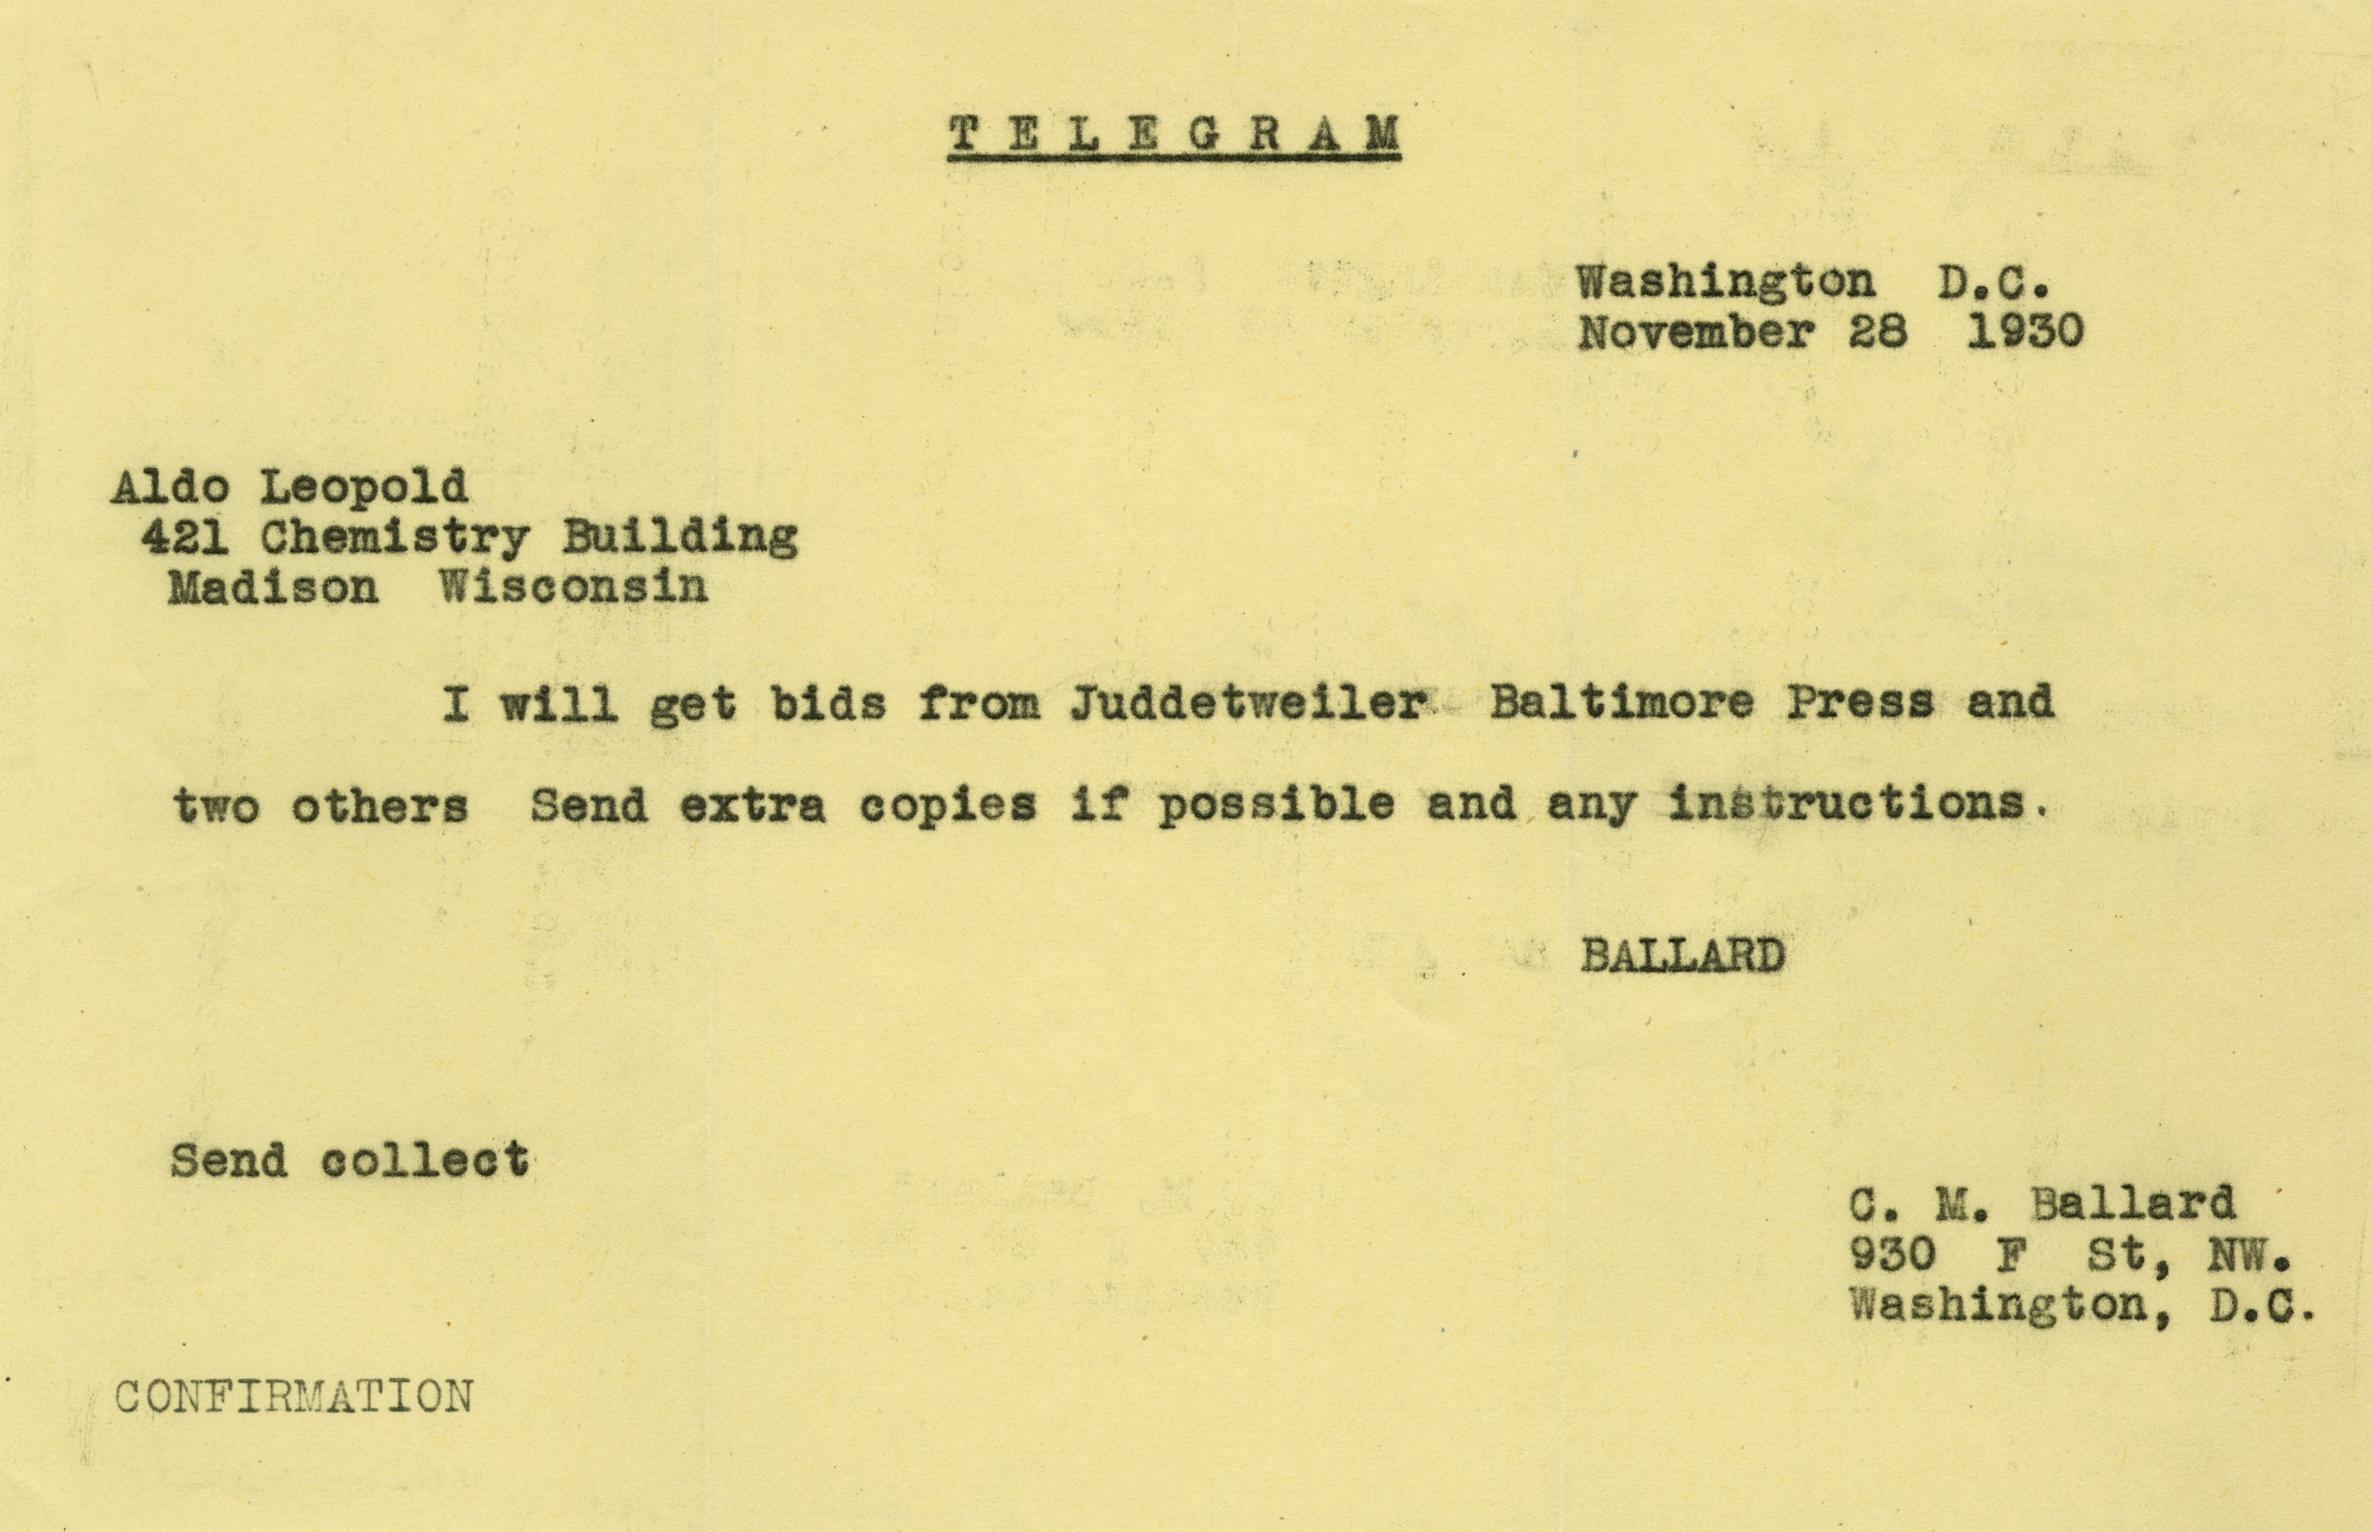 T E L E G R A M
Washington  D.C.
November 28  1930
Aldo Leopold
421 Chemistry Building
Madison  Wisconsin
I will get bids from Juddetweiler  Baltimore Press and
two others  Send extra copies if possible and any instructions.
BALLARD
Send collect
C. M. Ballard
930  F  St, NW.
Washington, D.C.
CONFIRMATION